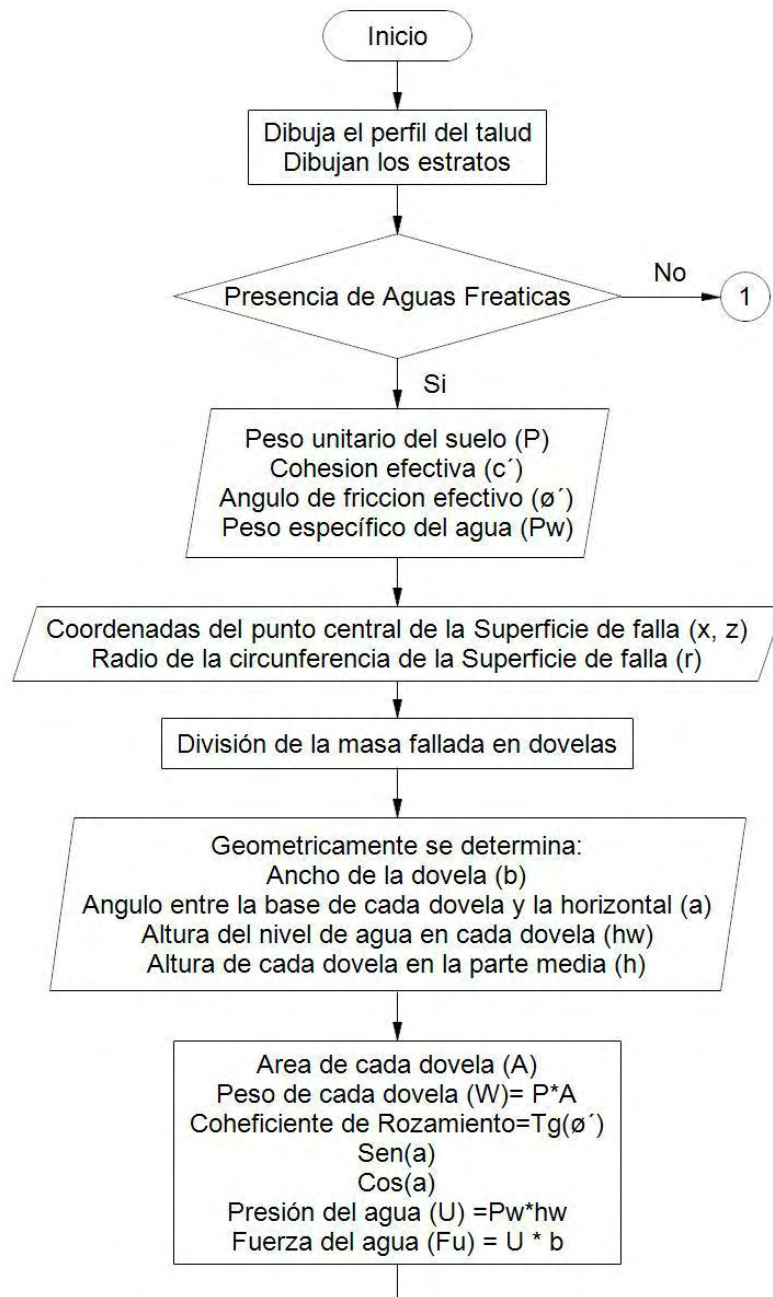 Inicio
Dibuja el perfil del talud
Dibujan los estratos
Presencia de Aguas Freaticas
No
1
Si
Peso unitario del suelo (P)
Cohesion efectiva (c´)
Angulo de friccion efectivo (ø´)
Peso específico del agua (Pw)
Coordenadas del punto central de la Superficie de falla (x, z)
Radio de la circunferencia de la Superficie de falla (r)
División de la masa fallada en dovelas
Geometricamente se determina:
Ancho de la dovela (b)
Angulo entre la base de cada dovela y la horizontal (a)
Altura del nivel de agua en cada dovela (hw)
Altura de cada dovela en la parte media (h)
Area de cada dovela (A)
Peso de cada dovela (W)= P*A
Coheficiente de Rozamiento=Tg(ø´)
Sen(a)
Cos(a)
Presión del agua (U) =Pw*hw
Fuerza del agua (Fu) = U * b